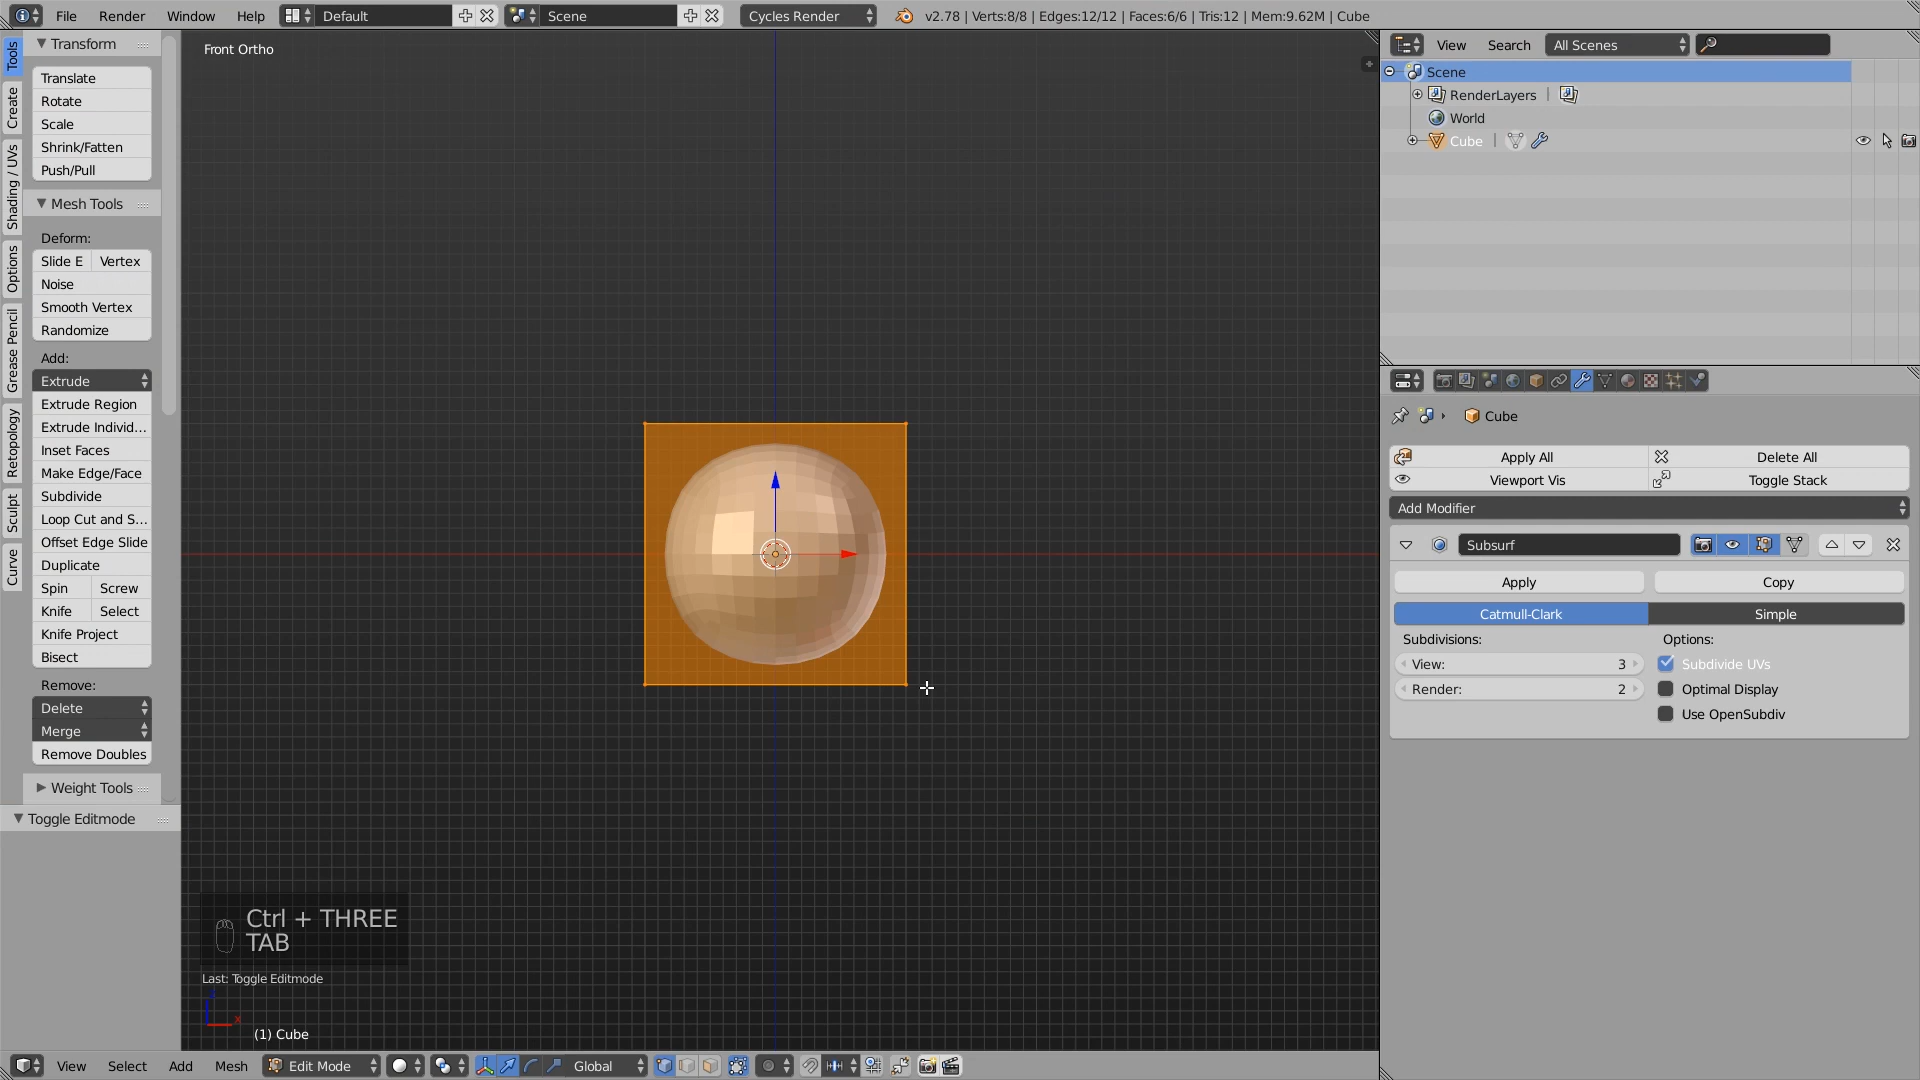 File Render Window Help Default Scene Cycles Render v2.78 | Verts:8/8 | Edges:12/12 | Faces:6/6 | Tris:12 | Mem:9.62M | Cube
Tools
Create
Shading / UVs
Options
Grease Pencil
Retopology
Sculpt
Curve
Transform
Translate
Rotate
Scale
Shrink/Fatten
Push/Pull
Mesh Tools
Deform:
Slide E Vertex
Noise
Smooth Vertex
Randomize
Add:
Extrude
Extrude Region
Extrude Individ...
Inset Faces
Make Edge/Face
Subdivide
Loop Cut and S...
Offset Edge Slide
Duplicate
Spin Screw
Knife Select
Knife Project
Bisect
Remove:
Delete
Merge
Remove Doubles
Weight Tools
Toggle Editmode
Front Ortho
Ctrl + THREE
TAB
Last: Toggle Editmode
x
(1) Cube
View Select Add Mesh Edit Mode Global
View Search All Scenes
Scene
RenderLayers |
World
Cube |
Cube
Apply All Delete All
Viewport Vis Toggle Stack
Add Modifier
Subsurf
Apply Copy
Catmull-Clark Simple
Subdivisions: Options:
View: 3 Subdivide UVs
Render: 2 Optimal Display
Use OpenSubdiv